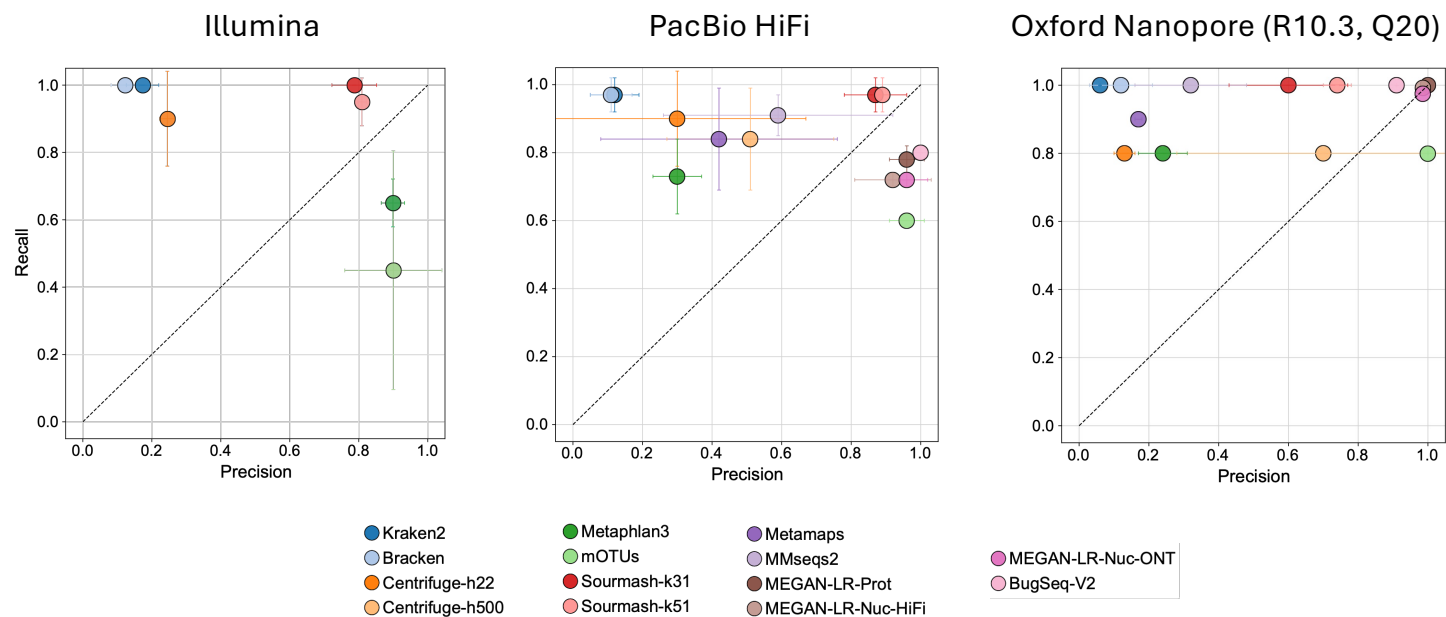 Illumina
PacBio HiFi
Oxford Nanopore (R10.3, Q20)
1.0
0.8
0.6
0.4
0.2
0.0
Recall
0.0 0.2 0.4 0.6 0.8 1.0
Precision
1.0
0.8
0.6
0.4
0.2
0.0
0.0 0.2 0.4 0.6 0.8 1.0
Precision
1.0
0.8
0.6
0.4
0.2
0.0
0.0 0.2 0.4 0.6 0.8 1.0
Precision
Kraken2
Bracken
Centrifuge-h22
Centrifuge-h500
Metaphlan3
mOTUs
Sourmash-k31
Sourmash-k51
Metamaps
MMseqs2
MEGAN-LR-Prot
MEGAN-LR-Nuc-HiFi
MEGAN-LR-Nuc-ONT
BugSeq-V2